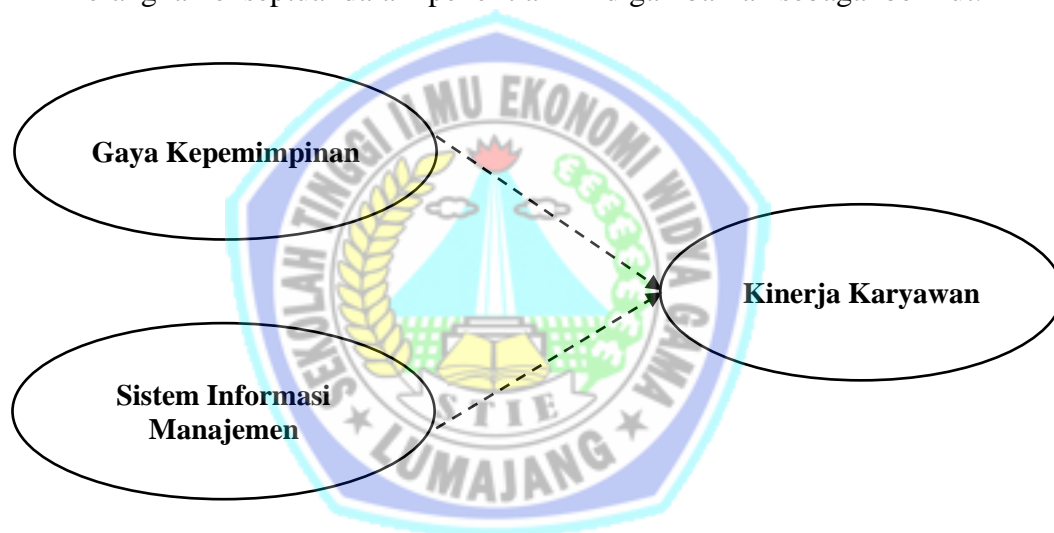 Gaya Kepemimpinan
Sistem Informasi
Manajemen
Kinerja Karyawan
SEKOLAH TINGGI ILMU EKONOMI WIDYA GAMA
STIE
★ LUMAJANG ★